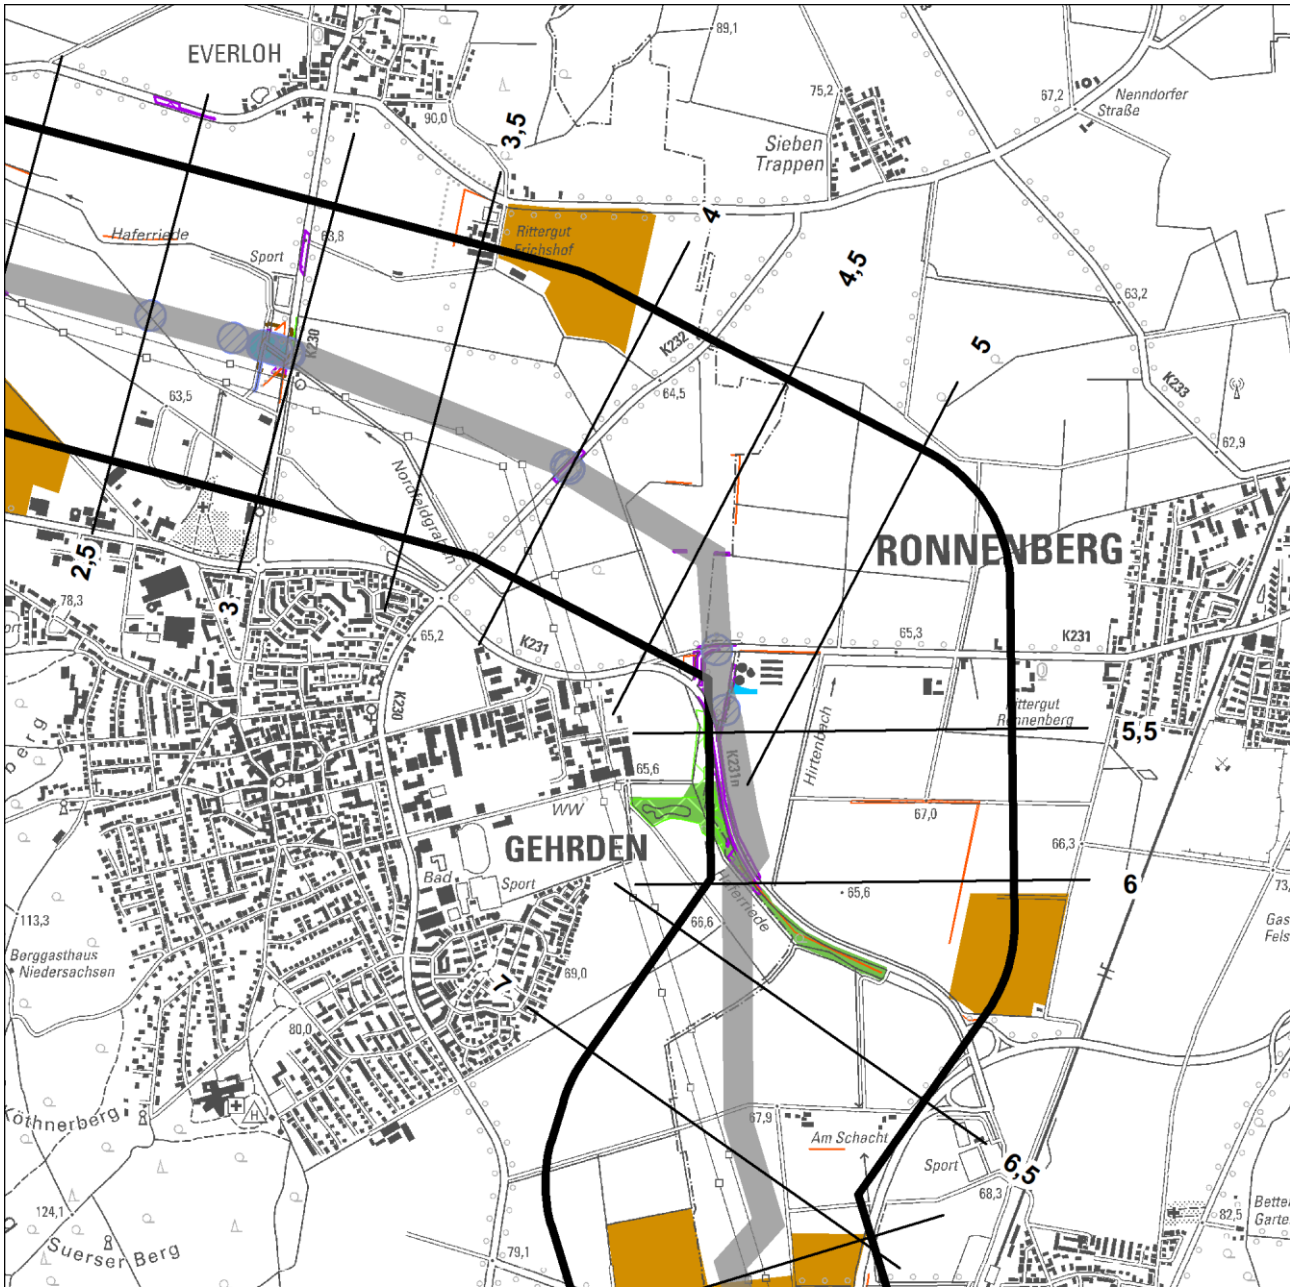 89,1
EVERLOH
75,2
67,2
Nenndorfer
Straße
90,0
3,5
Sieben
Trappen
4
Haferriede
63,8
Sport
Rittergut
Erichshof
4,5
63,2
K230
K232
5
K233
63,5
64,5
62,9
Nordfeldgraben
2,5
RONNENBERG
78,3
3
65,2
K231
65,3
K231
K230
Rittergut
Ronnenberg
Hirtenbach
5,5
65,6
K231n
WW
67,0
GEHRDEN
66,3
Bad
Sport
6
65,6
Haferriede
113,3
66,6
Berggasthaus
Niedersachsen
69,0
7
80,0
H
Köthnerberg
67,9
Am Schacht
Sport
6,5
68,3
124,1
82,5
Suerser Berg
79,1